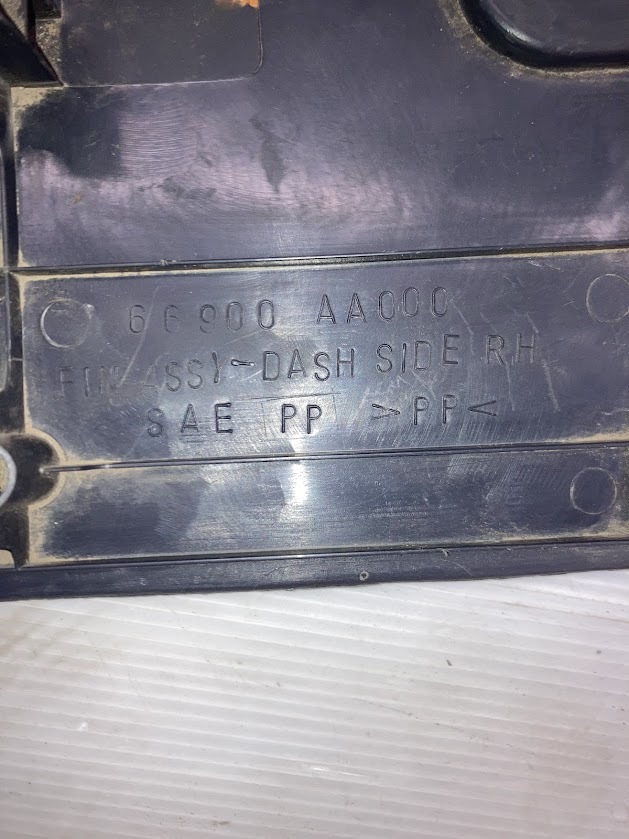 66900 AA000
FIN ASSY-DASH SIDE RH
SAE PP >PP<